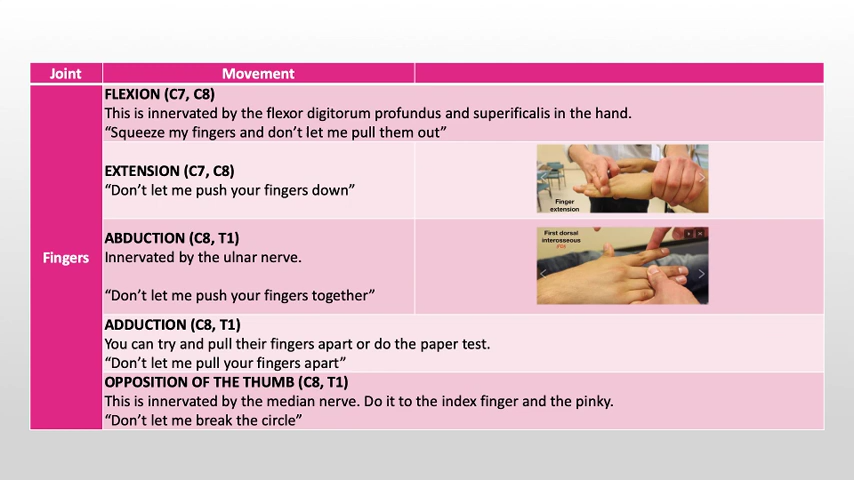 Joint Movement
FLEXION (C7, C8)
This is innervated by the flexor digitorum profundus and superificalis in the hand.
“Squeeze my fingers and don’t let me pull them out”
EXTENSION (C7, C8)
“Don’t let me push your fingers down”
Finger
extension
Fingers
ABDUCTION (C8, T1)
Innervated by the ulnar nerve.
“Don’t let me push your fingers together”
First dorsal
interosseous
ADDUCTION (C8, T1)
You can try and pull their fingers apart or do the paper test.
“Don’t let me pull your fingers apart”
OPPOSITION OF THE THUMB (C8, T1)
This is innervated by the median nerve. Do it to the index finger and the pinky.
“Don’t let me break the circle”